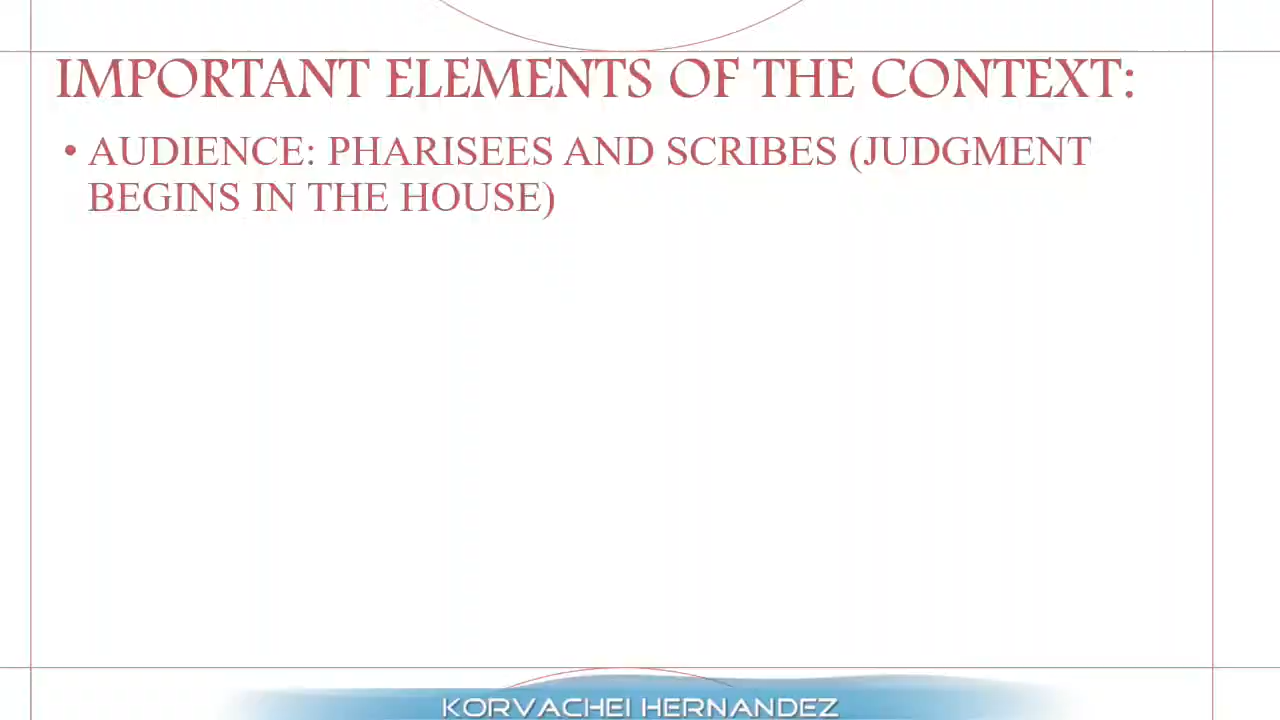 IMPORTANT ELEMENTS OF THE CONTEXT:
• AUDIENCE: PHARISEES AND SCRIBES (JUDGMENT
BEGINS IN THE HOUSE)
KORVACHEI HERNANDEZ